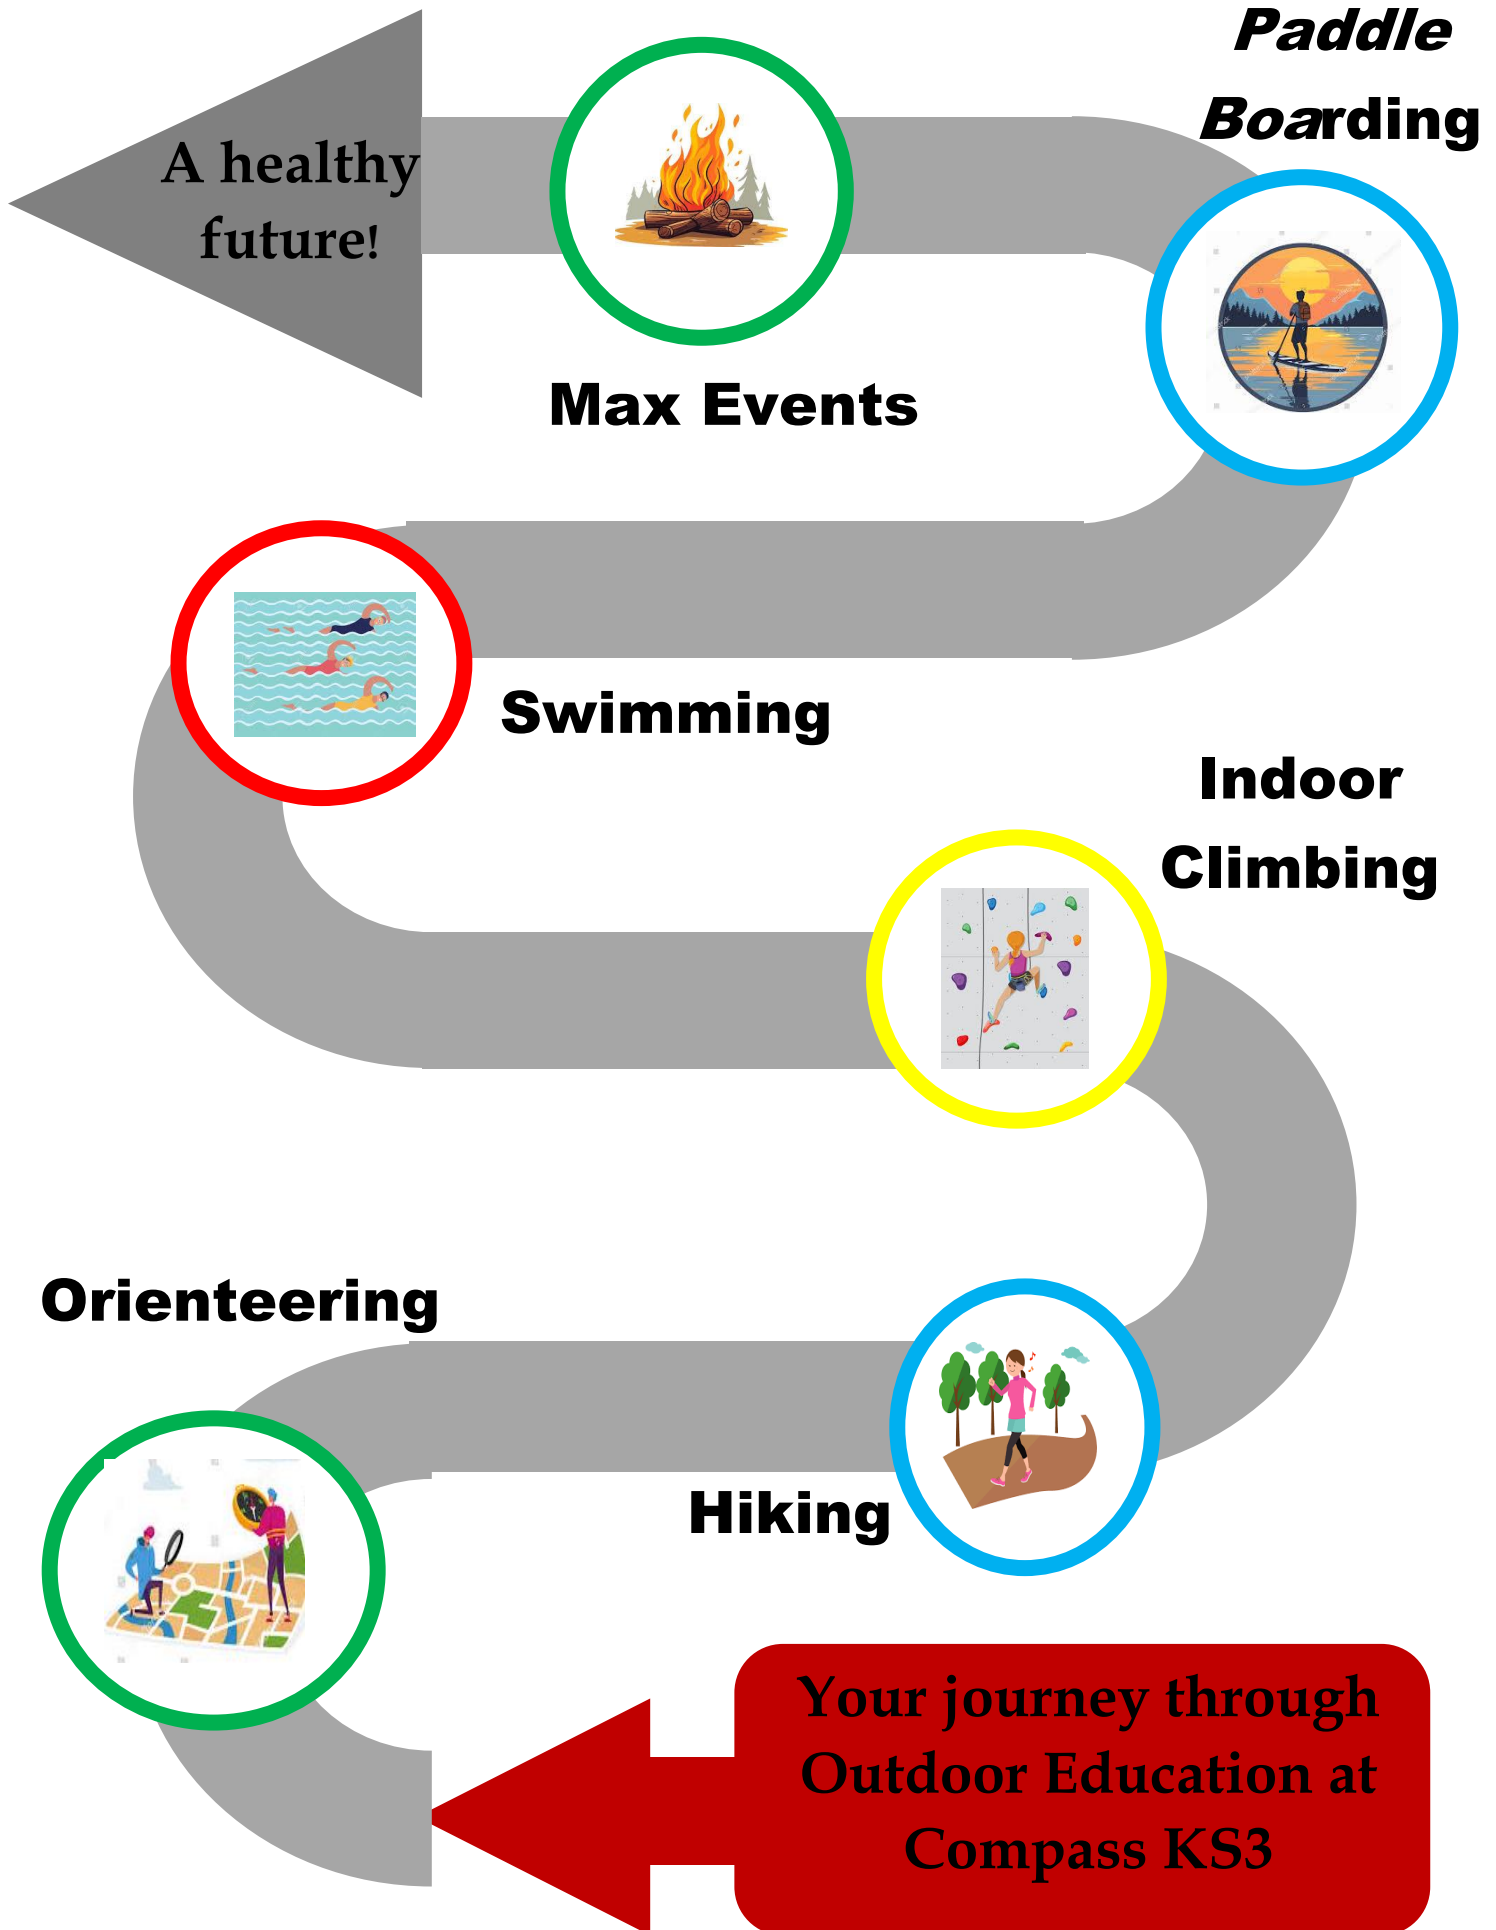 Paddle
Boarding
A healthy
future!
Max Events
Swimming
Indoor
Climbing
Orienteering
Hiking
Your journey through
Outdoor Education at
Compass KS3